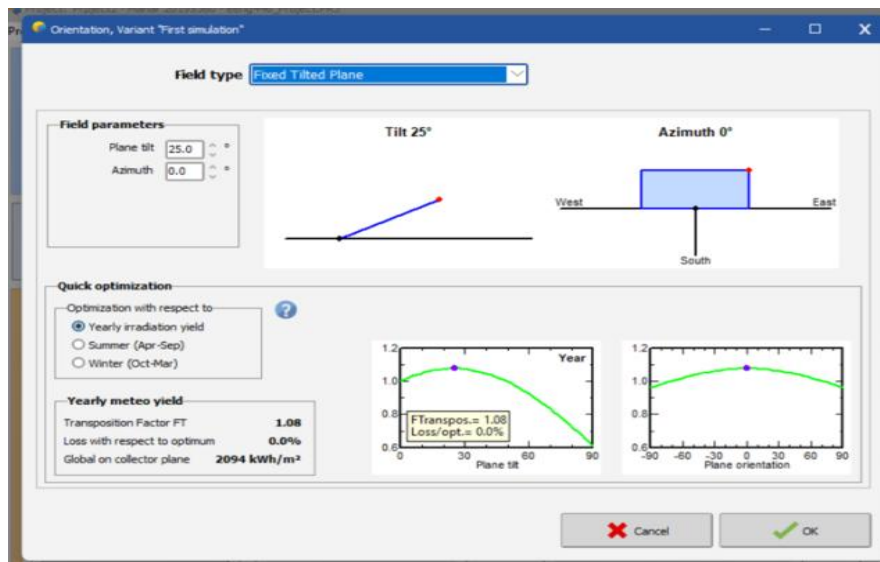 Orientation, Variant "First simulation"
Field type Fixed Tilted Plane
Field parameters
Plane tilt 25.0 °
Azimuth 0.0 °
Tilt 25°
Azimuth 0°
West
East
South
Quick optimization
Optimization with respect to
Yearly irradiation yield
Summer (Apr-Sep)
Winter (Oct-Mar)
?
Yearly meteo yield
Transposition Factor FT 1.08
Loss with respect to optimum 0.0%
Global on collector plane 2094 kWh/m²
1.2
1.0
0.8
0.6
Year
FTranspos.= 1.08
Loss/opt.= 0.0%
0 30 60 90
Plane tilt
1.2
1.0
0.8
0.6
-90 -60 -30 0 30 60 90
Plane orientation
Cancel
OK